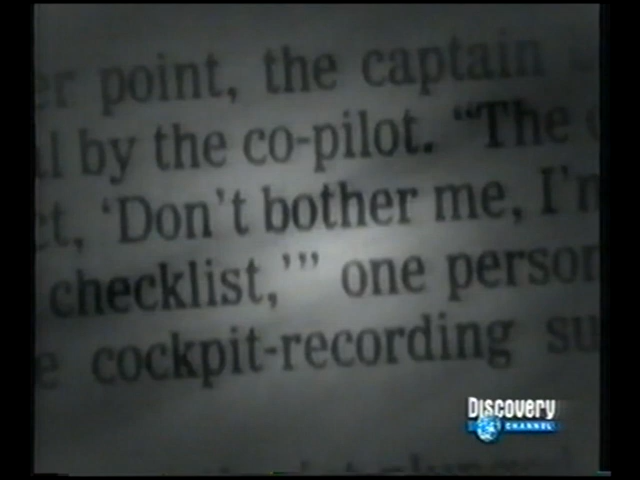 point, the captain
by the co-pilot. “The
‘Don’t bother me, I’m
checklist,’” one person
cockpit-recording
Discovery
CHANNEL